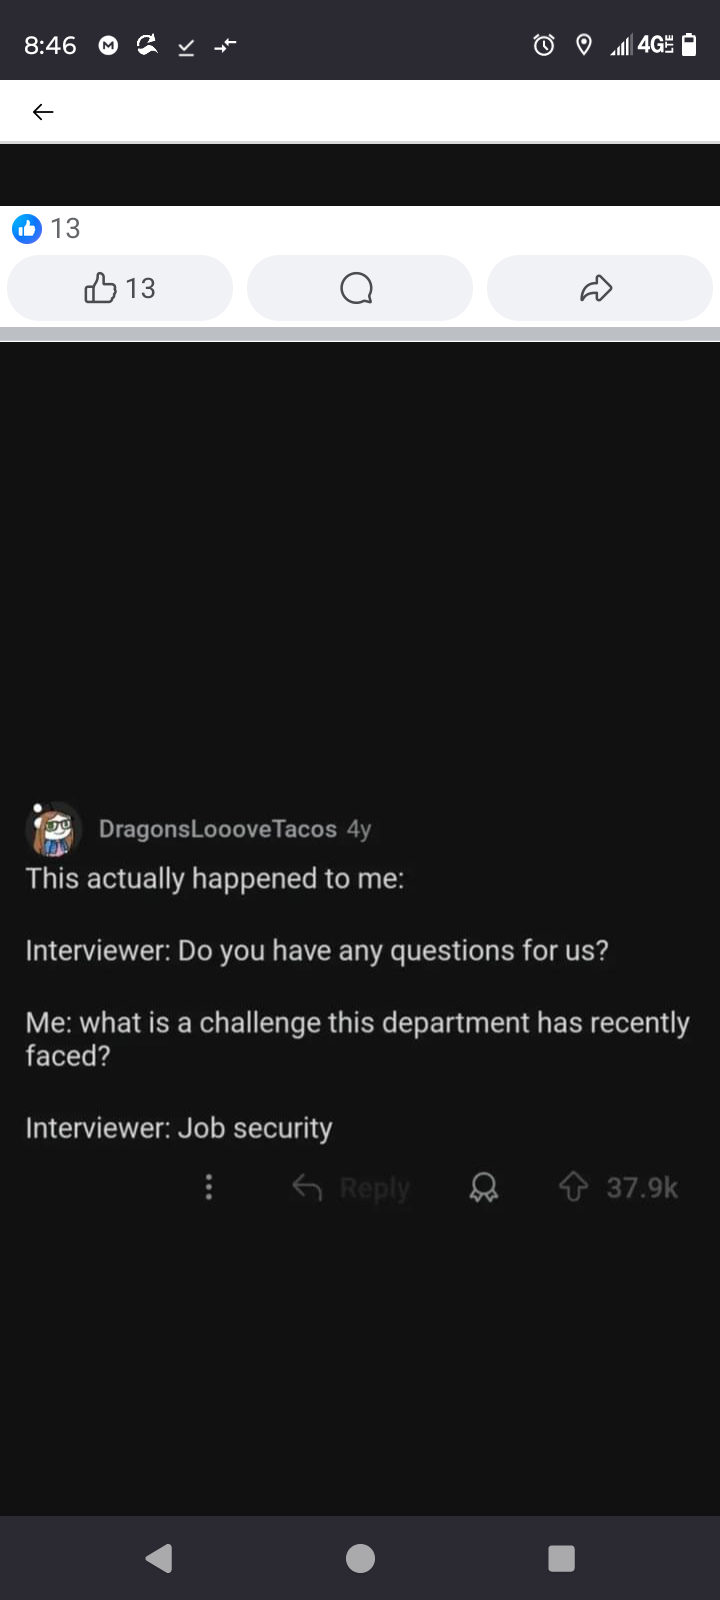 8:46
4G LTE
13
13
DragonsLoooveTacos 4y
This actually happened to me:
Interviewer: Do you have any questions for us?
Me: what is a challenge this department has recently
faced?
Interviewer: Job security
Reply
37.9k